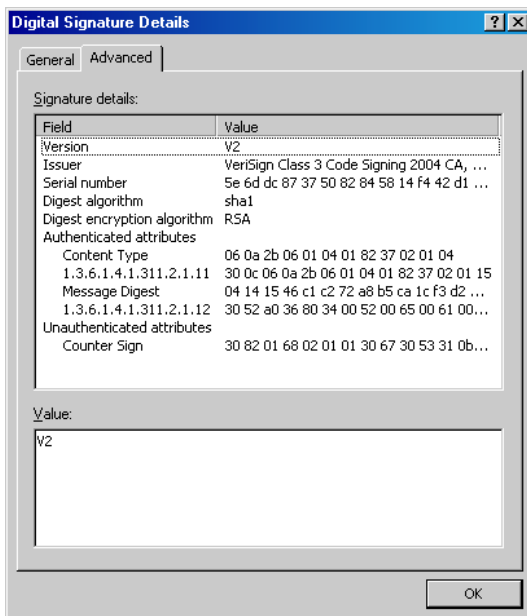 Digital Signature Details
General Advanced
Signature details:
Field Value
Version V2
Issuer VeriSign Class 3 Code Signing 2004 CA, ...
Serial number 5e 6d dc 87 37 50 82 84 58 14 f4 42 d1 ...
Digest algorithm sha1
Digest encryption algorithm RSA
Authenticated attributes
Content Type 06 0a 2b 06 01 04 01 82 37 02 01 04
1.3.6.1.4.1.311.2.1.11 30 0c 06 0a 2b 06 01 04 01 82 37 02 01 15
Message Digest 04 14 15 46 c1 c2 72 a8 b5 ca 1c f3 d2 ...
1.3.6.1.4.1.311.2.1.12 30 52 a0 36 80 34 00 52 00 65 00 61 00...
Unauthenticated attributes
Counter Sign 30 82 01 68 02 01 01 30 67 30 53 31 0b...
Value:
V2
OK